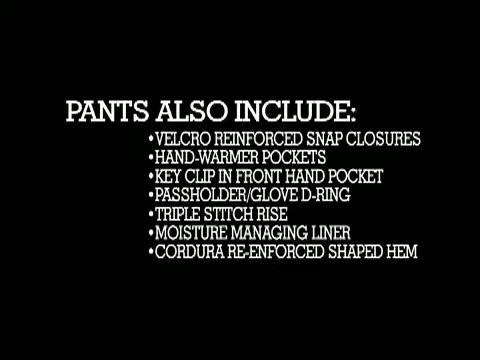 PANTS ALSO INCLUDE:
•VELCRO REINFORCED SNAP CLOSURES
•HAND-WARMER POCKETS
•KEY CLIP IN FRONT HAND POCKET
•PASSHOLDER/GLOVE D-RING
•TRIPLE STITCH RISE
•MOISTURE MANAGING LINER
•CORDURA RE-ENFORCED SHAPED HEM